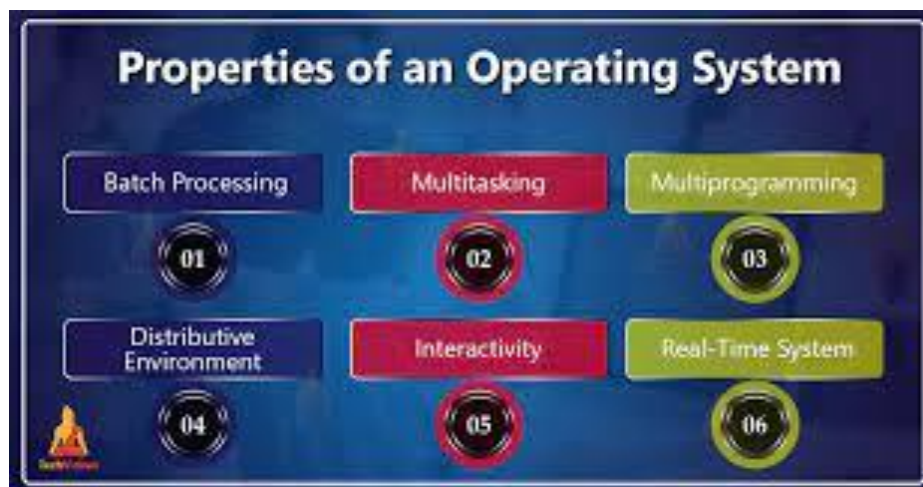 Properties of an Operating System
Batch Processing
Multitasking
Multiprogramming
01
02
03
Distributive
Environment
Interactivity
Real-Time System
04
05
06